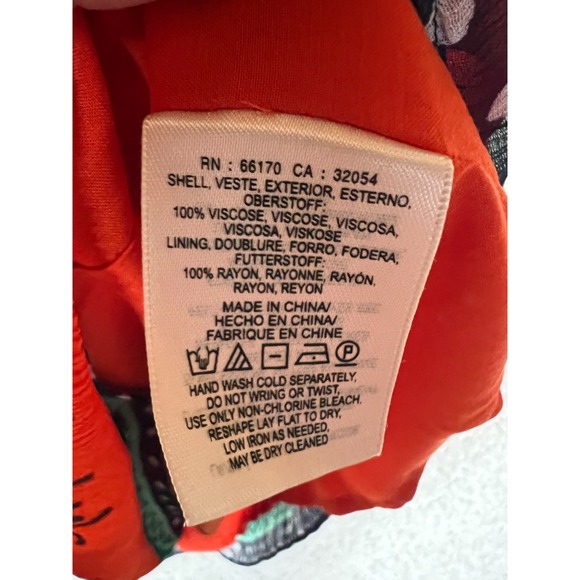 RN : 66170 CA : 32054
SHELL, VESTE, EXTERIOR, ESTERNO,
OBERSTOFF:
100% VISCOSE, VISCOSE, VISCOSA,
VISCOSA, VISKOSE
LINING, DOUBLURE, FORRO, FODERA,
FUTTERSTOFF:
100% RAYON, RAYONNE, RAYÓN,
RAYON, REYON
MADE IN CHINA/
HECHO EN CHINA/
FABRIQUE EN CHINE
P
HAND WASH COLD SEPARATELY,
DO NOT WRING OR TWIST,
USE ONLY NON-CHLORINE BLEACH.
RESHAPE LAY FLAT TO DRY,
LOW IRON AS NEEDED,
MAY BE DRY CLEANED